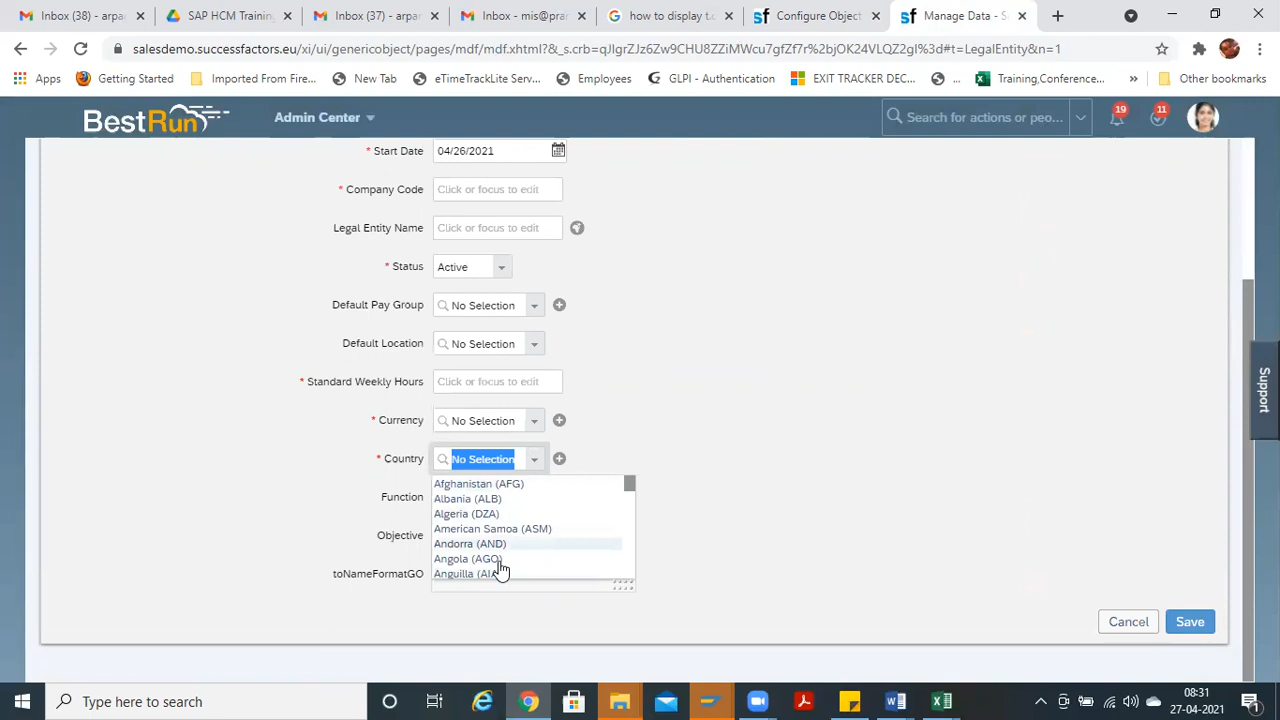 Inbox (38) - arpa
SAP HCM Training
Inbox (37) - arpa
Inbox - mis@pra
how to display t
Configure Object
Manage Data - S
salesdemo.successfactors.eu/xi/ui/genericobject/pages/mdf/mdf.xhtml?&_s.crb=qJIgrZJz6Zw9CHU8ZZiMWcu7gfZf7r%2bjOK24VLQZ2gI%3d#t=LegalEntity&n=1
Apps
Getting Started
Imported From Fire...
New Tab
eTimeTrackLite Serv...
Employees
GLPI - Authentication
EXIT TRACKER DEC...
...
Training,Conference...
»
Other bookmarks
BestRun
Admin Center
Search for actions or peo...
19
11
* Start Date 04/26/2021
* Company Code Click or focus to edit
Legal Entity Name Click or focus to edit
* Status Active
Default Pay Group No Selection
Default Location No Selection
* Standard Weekly Hours Click or focus to edit
* Currency No Selection
* Country No Selection
Afghanistan (AFG)
Function
Albania (ALB)
Algeria (DZA)
American Samoa (ASM)
Objective
Andorra (AND)
Angola (AGO)
toNameFormatGO
Anguilla
Cancel
Save
Support
Type here to search
08:31
27-04-2021
1